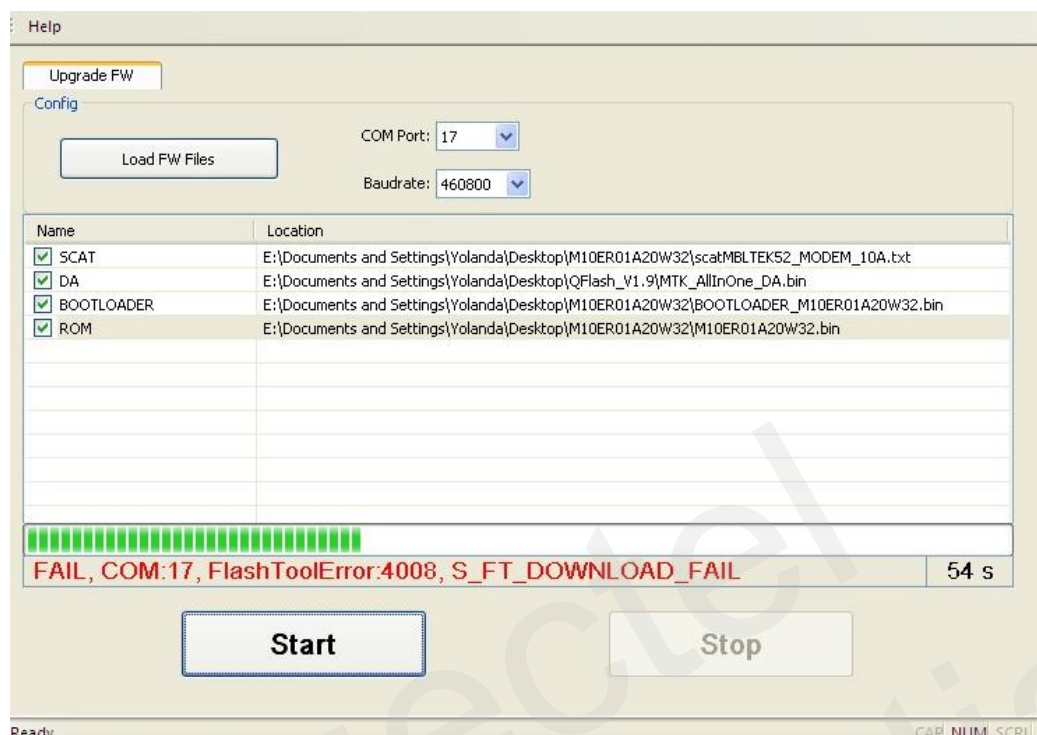 Help
Upgrade FW
Config
Load FW Files
COM Port: 17
Baudrate: 460800
Name Location
SCAT E:\Documents and Settings\Yolanda\Desktop\M10ER01A20W32\scatMBLTEK52_MODEM_10A.txt
DA E:\Documents and Settings\Yolanda\Desktop\QFlash_V1.9\MTK_AllInOne_DA.bin
BOOTLOADER E:\Documents and Settings\Yolanda\Desktop\M10ER01A20W32\BOOTLOADER_M10ER01A20W32.bin
ROM E:\Documents and Settings\Yolanda\Desktop\M10ER01A20W32\M10ER01A20W32.bin
FAIL, COM:17, FlashToolError:4008, S_FT_DOWNLOAD_FAIL 54 s
Start Stop
Ready CAP NUM SCRL